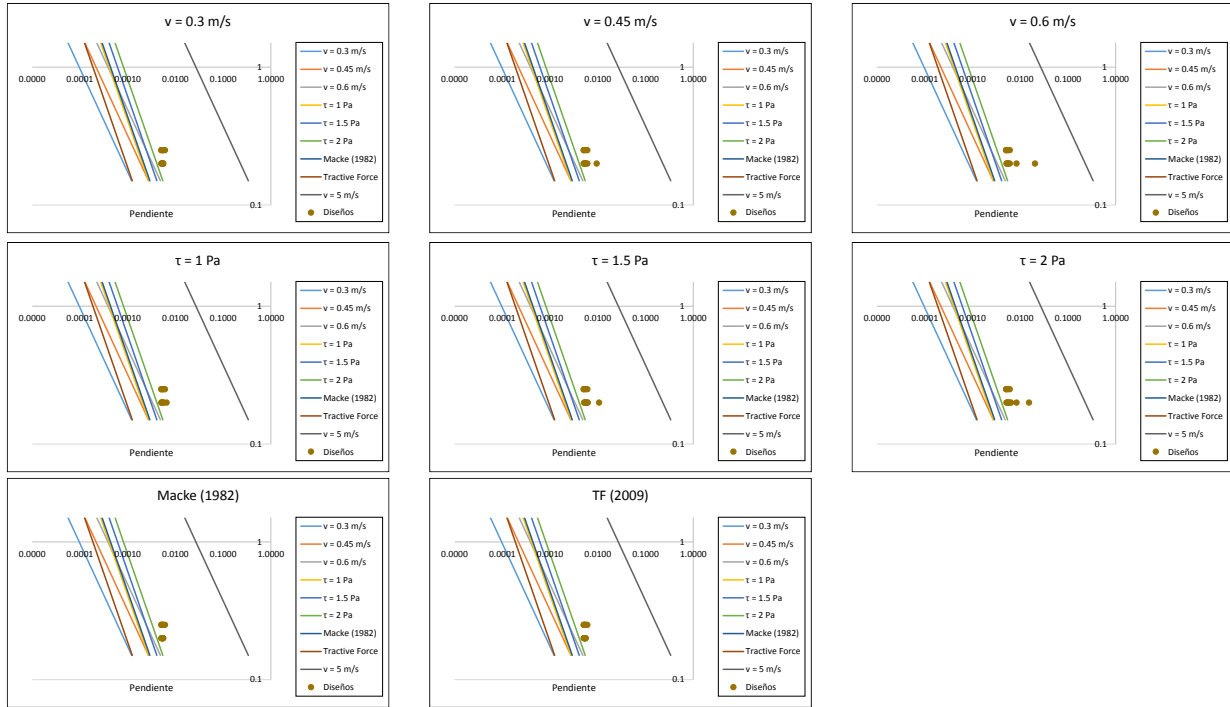 v = 0.3 m/s
1
0.0000 0.0001 0.0010 0.0100 0.1000 1.0000
0.1
Pendiente
v = 0.3 m/s
v = 0.45 m/s
v = 0.6 m/s
τ = 1 Pa
τ = 1.5 Pa
τ = 2 Pa
Macke (1982)
Tractive Force
v = 5 m/s
Diseños
v = 0.45 m/s
1
0.0000 0.0001 0.0010 0.0100 0.1000 1.0000
0.1
Pendiente
v = 0.3 m/s
v = 0.45 m/s
v = 0.6 m/s
τ = 1 Pa
τ = 1.5 Pa
τ = 2 Pa
Macke (1982)
Tractive Force
v = 5 m/s
Diseños
v = 0.6 m/s
1
0.0000 0.0001 0.0010 0.0100 0.1000 1.0000
0.1
Pendiente
v = 0.3 m/s
v = 0.45 m/s
v = 0.6 m/s
τ = 1 Pa
τ = 1.5 Pa
τ = 2 Pa
Macke (1982)
Tractive Force
v = 5 m/s
Diseños
τ = 1 Pa
1
0.0000 0.0001 0.0010 0.0100 0.1000 1.0000
0.1
Pendiente
v = 0.3 m/s
v = 0.45 m/s
v = 0.6 m/s
τ = 1 Pa
τ = 1.5 Pa
τ = 2 Pa
Macke (1982)
Tractive Force
v = 5 m/s
Diseños
τ = 1.5 Pa
1
0.0000 0.0001 0.0010 0.0100 0.1000 1.0000
0.1
Pendiente
v = 0.3 m/s
v = 0.45 m/s
v = 0.6 m/s
τ = 1 Pa
τ = 1.5 Pa
τ = 2 Pa
Macke (1982)
Tractive Force
v = 5 m/s
Diseños
τ = 2 Pa
1
0.0000 0.0001 0.0010 0.0100 0.1000 1.0000
0.1
Pendiente
v = 0.3 m/s
v = 0.45 m/s
v = 0.6 m/s
τ = 1 Pa
τ = 1.5 Pa
τ = 2 Pa
Macke (1982)
Tractive Force
v = 5 m/s
Diseños
Macke (1982)
1
0.0000 0.0001 0.0010 0.0100 0.1000 1.0000
0.1
Pendiente
v = 0.3 m/s
v = 0.45 m/s
v = 0.6 m/s
τ = 1 Pa
τ = 1.5 Pa
τ = 2 Pa
Macke (1982)
Tractive Force
v = 5 m/s
Diseños
TF (2009)
1
0.0000 0.0001 0.0010 0.0100 0.1000 1.0000
0.1
Pendiente
v = 0.3 m/s
v = 0.45 m/s
v = 0.6 m/s
τ = 1 Pa
τ = 1.5 Pa
τ = 2 Pa
Macke (1982)
Tractive Force
v = 5 m/s
Diseños